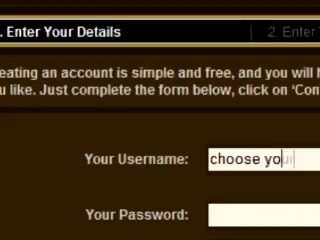 . Enter Your Details
2 Enter
eating an account is simple and free, and you will
u like. Just complete the form below, click on 'Con
Your Username: choose you
Your Password: